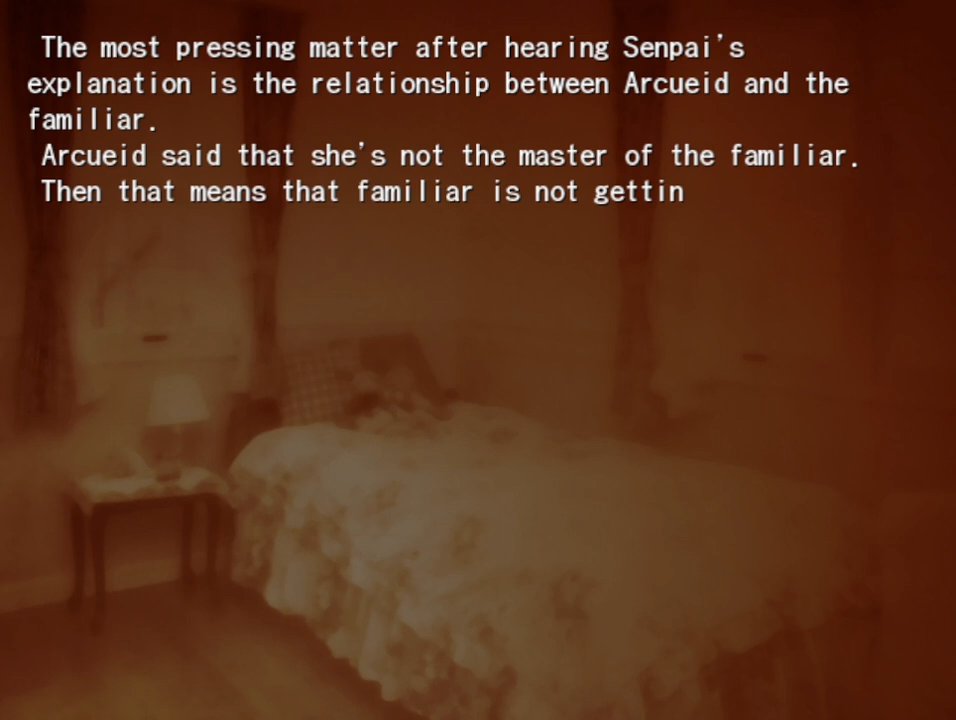 The most pressing matter after hearing Senpai's
explanation is the relationship between Arcueid and the
familiar.
Arcueid said that she's not the master of the familiar.
Then that means that familiar is not gettin